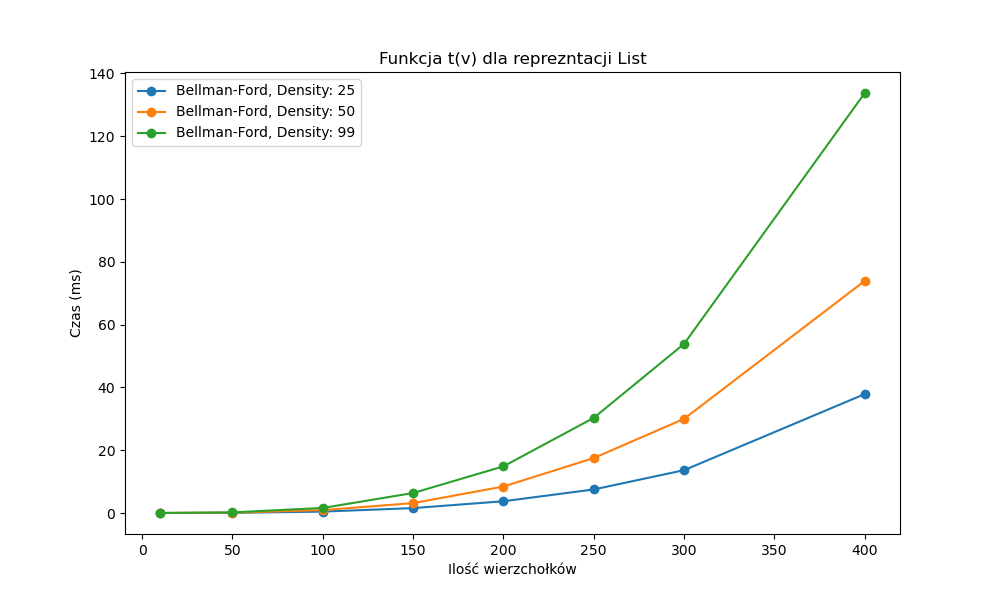 Funkcja t(v) dla reprezntacji List
Bellman-Ford, Density: 25
Bellman-Ford, Density: 50
Bellman-Ford, Density: 99
Czas (ms)
140
120
100
80
60
40
20
0
0 50 100 150 200 250 300 350 400
Ilość wierzchołków